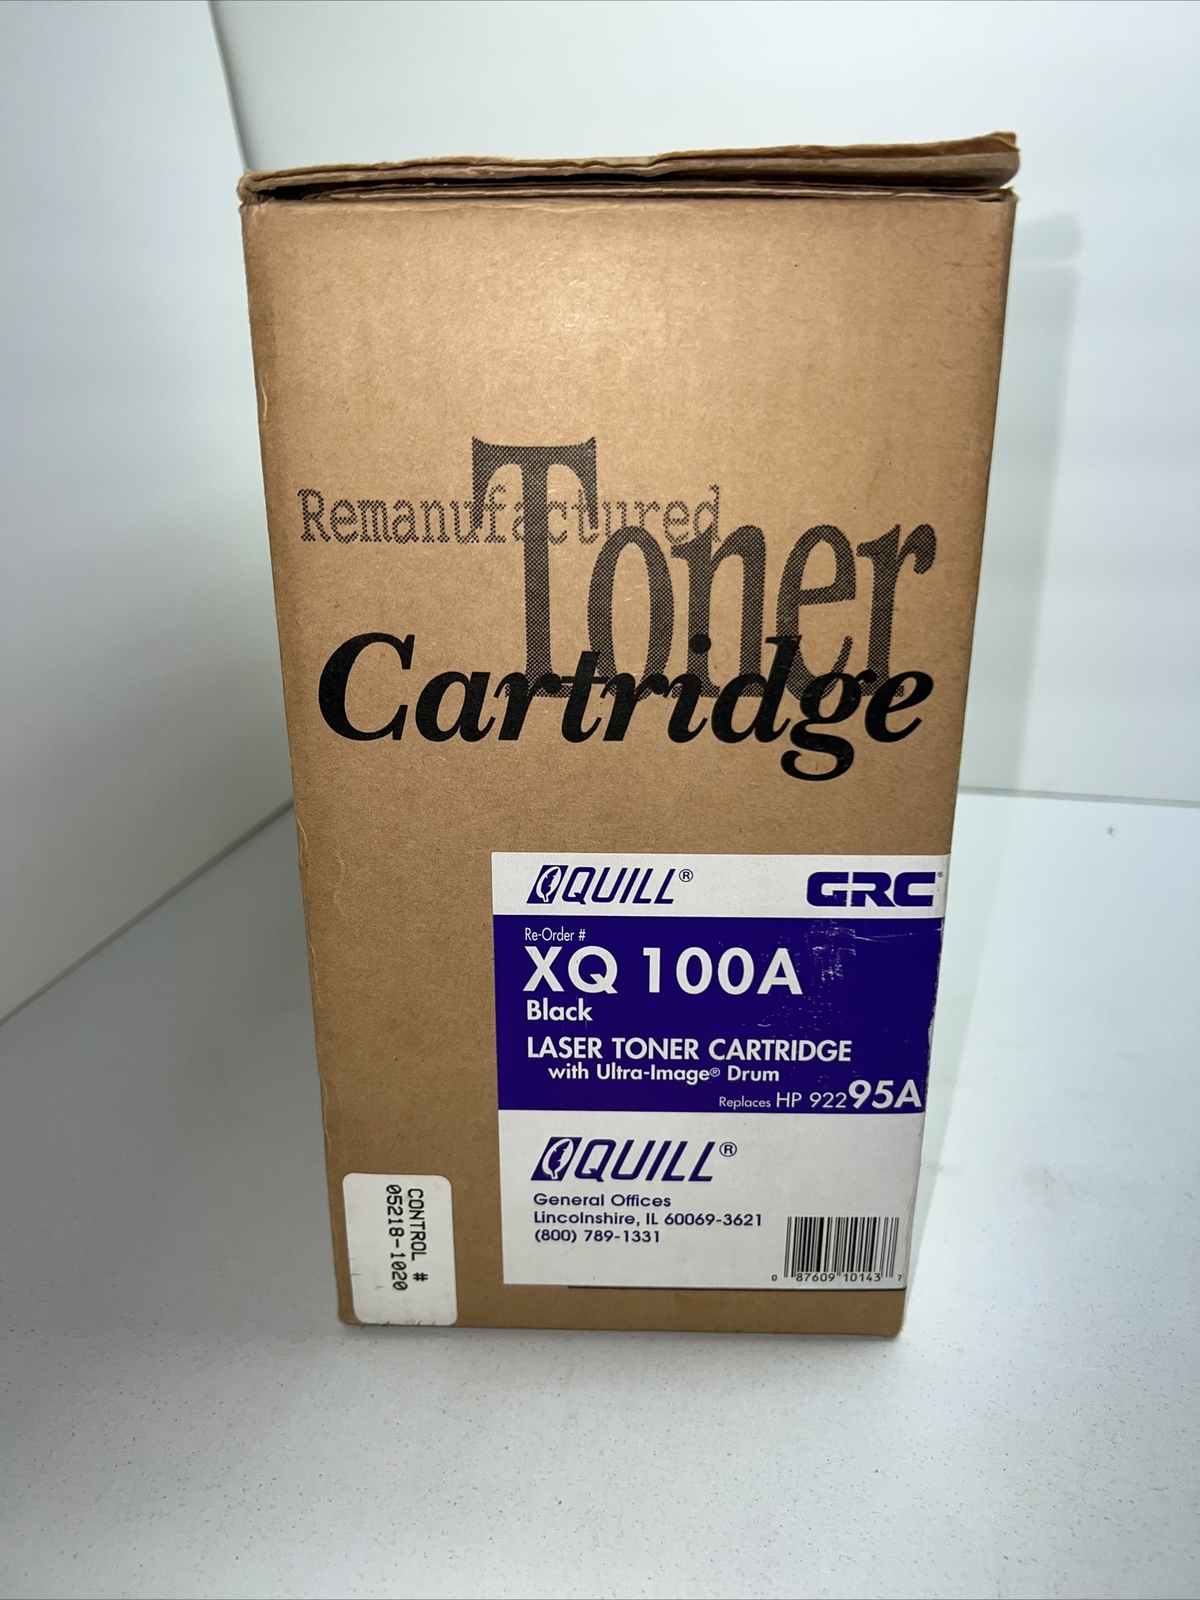 Remanufactured
Toner
Cartridge
QUILL®
GRC®
Re-Order #
XQ 100A
Black
LASER TONER CARTRIDGE
with Ultra-Image® Drum
Replaces HP 92295A
QUILL®
General Offices
Lincolnshire, IL 60069-3621
(800) 789-1331
0 87609 10143 7
CONTROL #
05218-1020